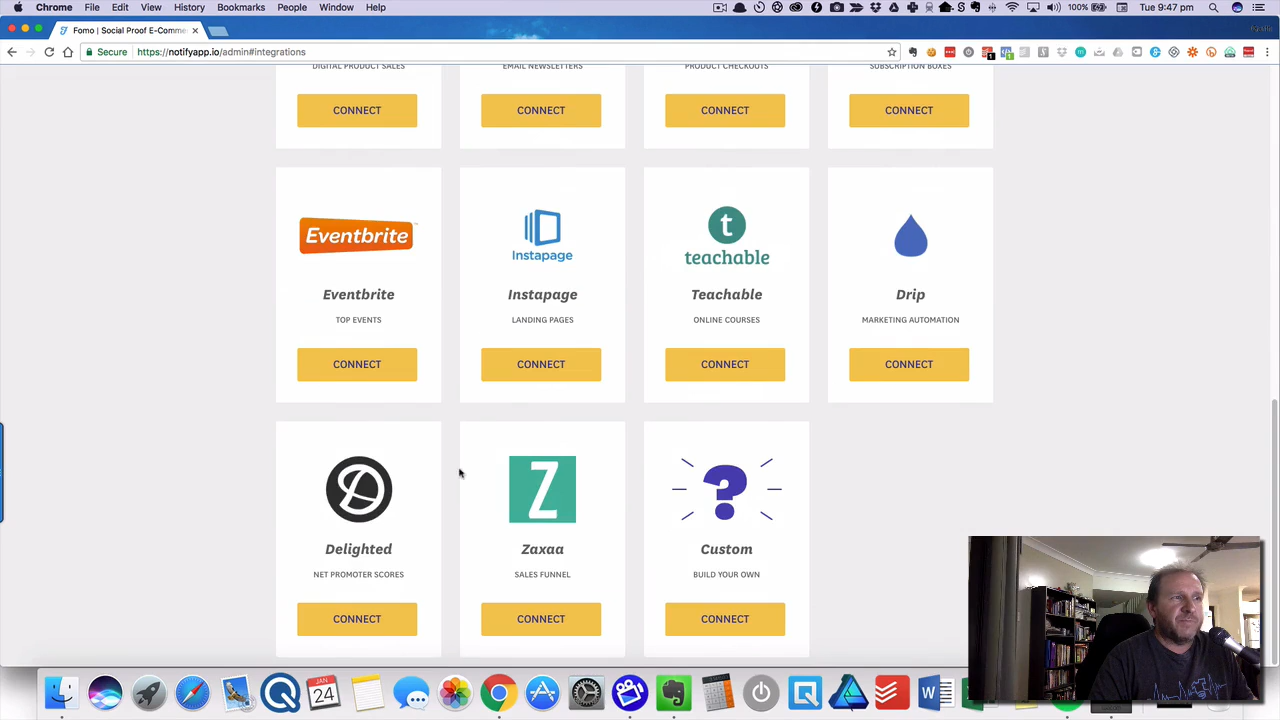 Chrome File Edit View History Bookmarks People Window Help 100% Tue 9:47 pm
Fomo | Social Proof E-Comme
Secure https://notifyapp.io/admin#integrations
DIGITAL PRODUCT SALES EMAIL NEWSLETTERS PRODUCT CHECKOUTS SUBSCRIPTION BOXES
CONNECT CONNECT CONNECT CONNECT
Eventbrite Instapage teachable
Eventbrite Instapage Teachable Drip
TOP EVENTS LANDING PAGES ONLINE COURSES MARKETING AUTOMATION
CONNECT CONNECT CONNECT CONNECT
Z ?
Delighted Zaxaa Custom
NET PROMOTER SCORES SALES FUNNEL BUILD YOUR OWN
CONNECT CONNECT CONNECT
JAN
24